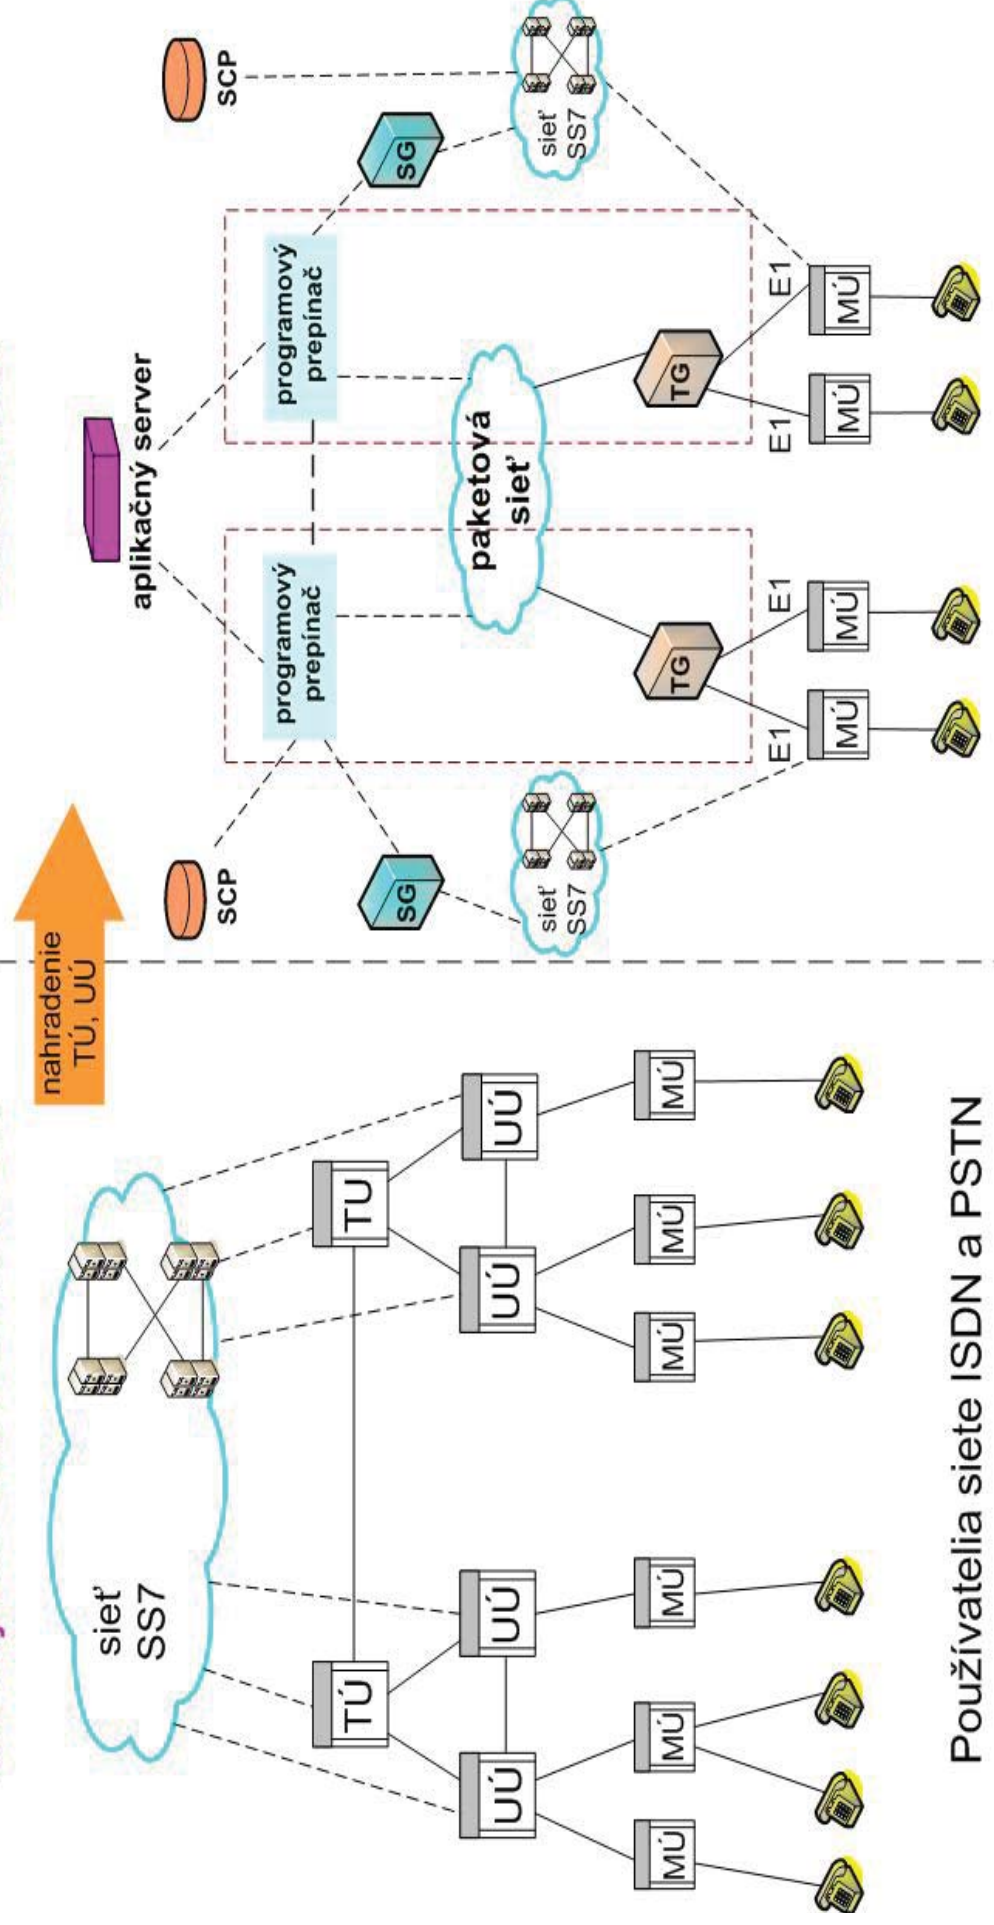 nahradenie
TÚ, UÚ
sieť
SS7
TÚ
TU
UÚ
UÚ
UÚ
UÚ
MÚ
MÚ
MÚ
MÚ
MÚ
MÚ
Používatelia siete ISDN a PSTN
aplikačný server
SCP
SCP
programový
prepínač
programový
prepínač
SG
SG
paketová
sieť
sieť
SS7
sieť
SS7
TG
TG
E1
E1
E1
E1
MÚ
MÚ
MÚ
MÚ